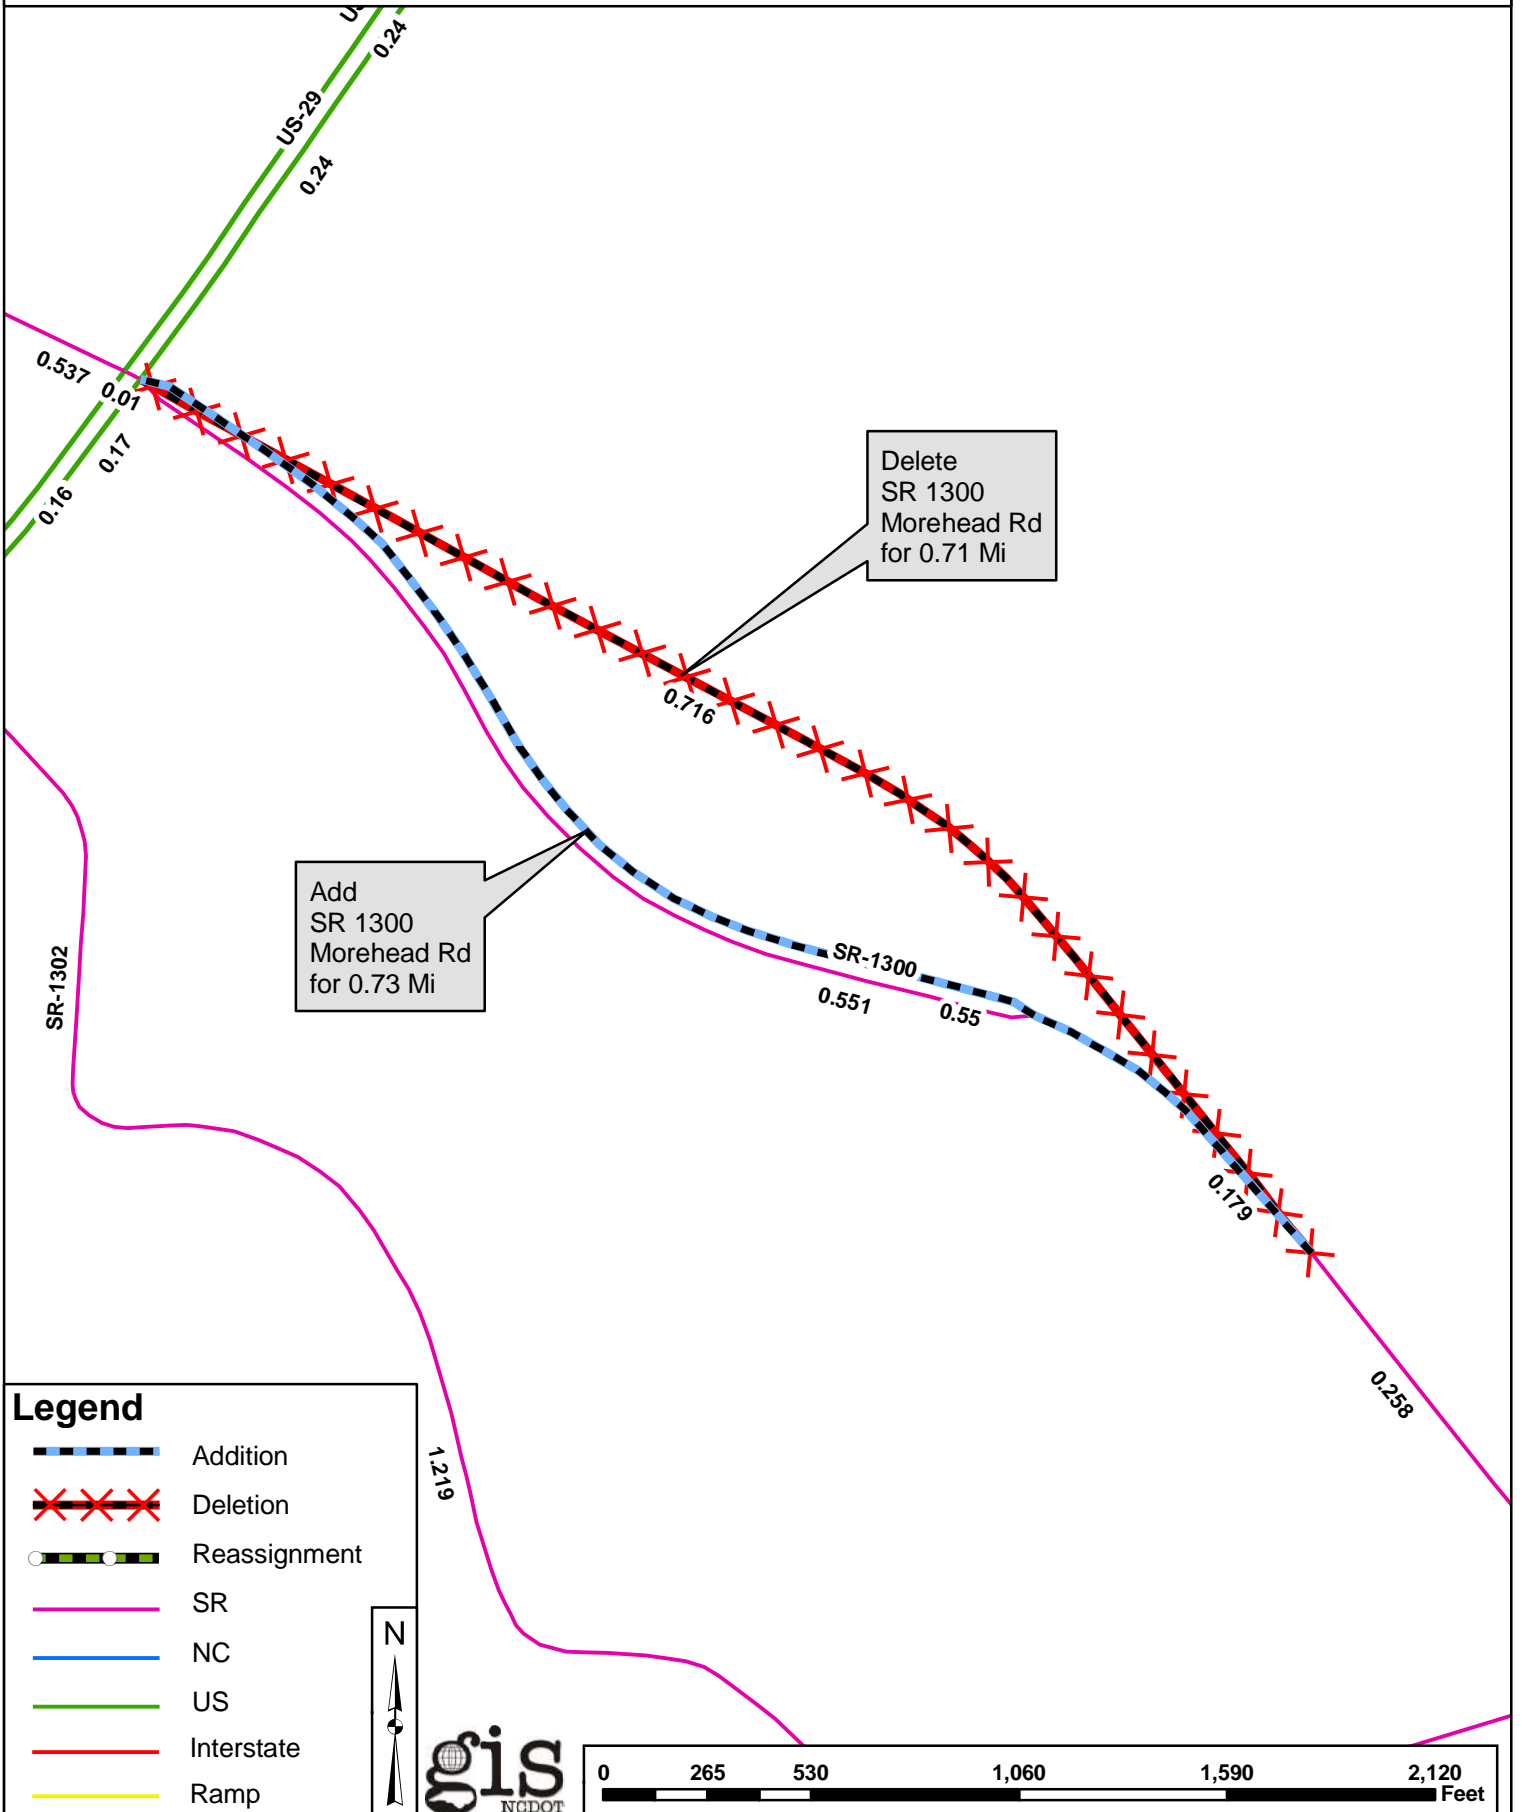 US-
0.24
US-29
0.24
0.537
0.01
0.17
0.16
Delete
SR 1300
Morehead Rd
for 0.71 Mi
0.716
Add
SR 1300
Morehead Rd
for 0.73 Mi
SR-1300
0.551
0.55
SR-1302
0.179
0.258
1.219
Legend
Addition
Deletion
Reassignment
SR
NC
US
Interstate
Ramp
N
gis
NCDOT
0 265 530 1,060 1,590 2,120
Feet